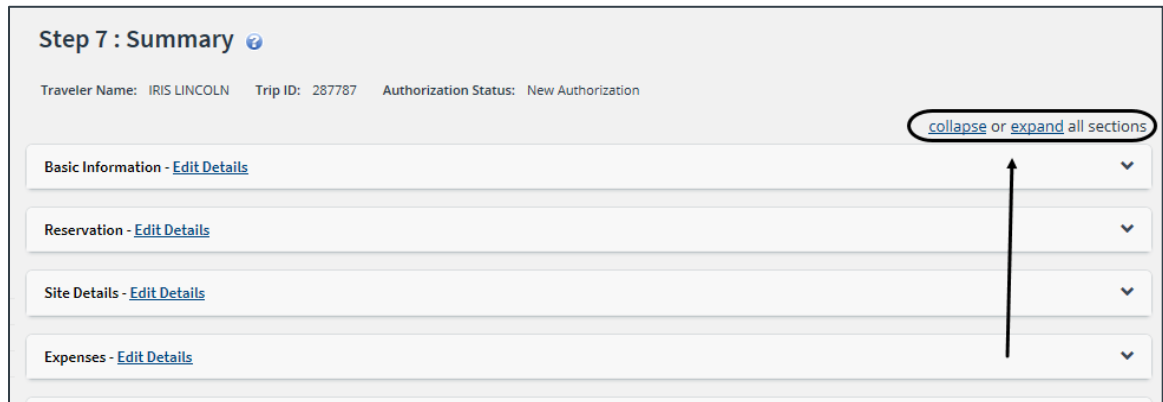 Step 7 : Summary
Traveler Name: IRIS LINCOLN Trip ID: 287787 Authorization Status: New Authorization
collapse or expand all sections
Basic Information - Edit Details
Reservation - Edit Details
Site Details - Edit Details
Expenses - Edit Details